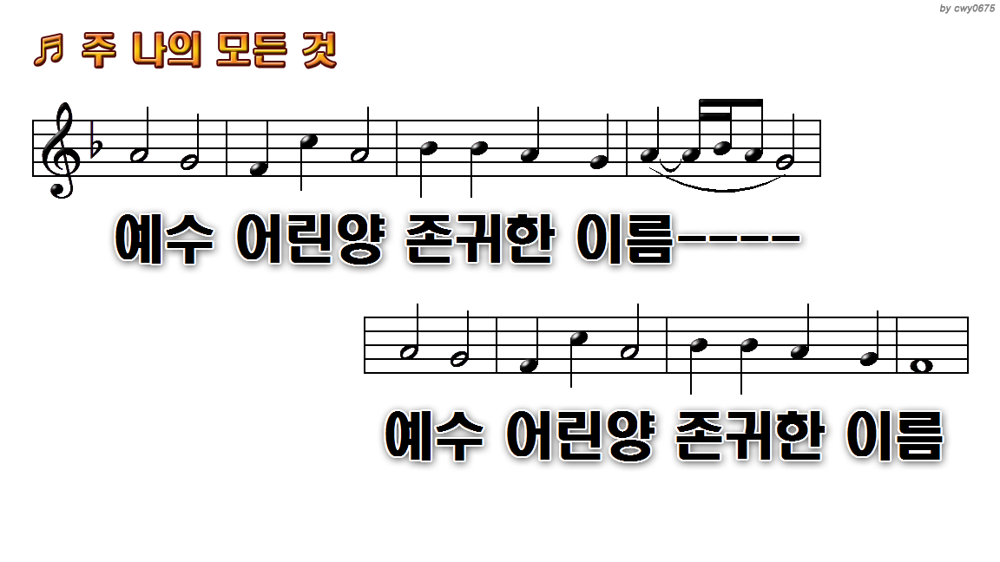 by cwy0675
♬ 주 나의 모든 것
예수 어린양 존귀한 이름----
예수 어린양 존귀한 이름